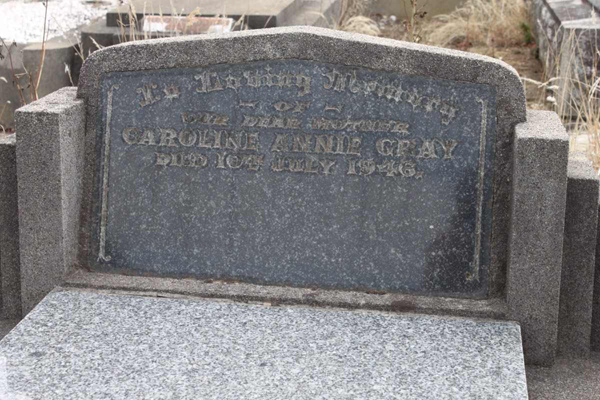 In Loving Memory
- OF -
OUR DEAR MOTHER
CAROLINE ANNIE GRAY
DIED 10TH JULY 1946.